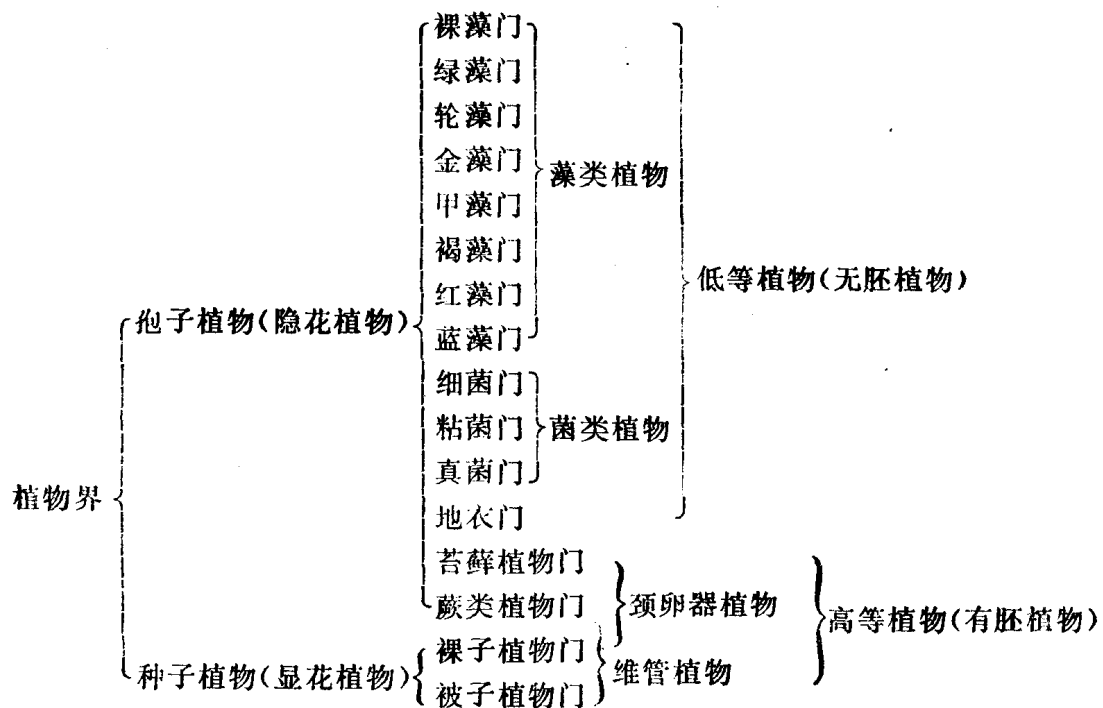 裸藻门
绿藻门
轮藻门
金藻门
藻类植物
甲藻门
褐藻门
低等植物(无胚植物)
红藻门
孢子植物(隐花植物)
蓝藻门
细菌门
粘菌门
菌类植物
真菌门
植物界
地衣门
苔藓植物门
蕨类植物门
颈卵器植物
高等植物(有胚植物)
裸子植物门
种子植物(显花植物)
维管植物
被子植物门